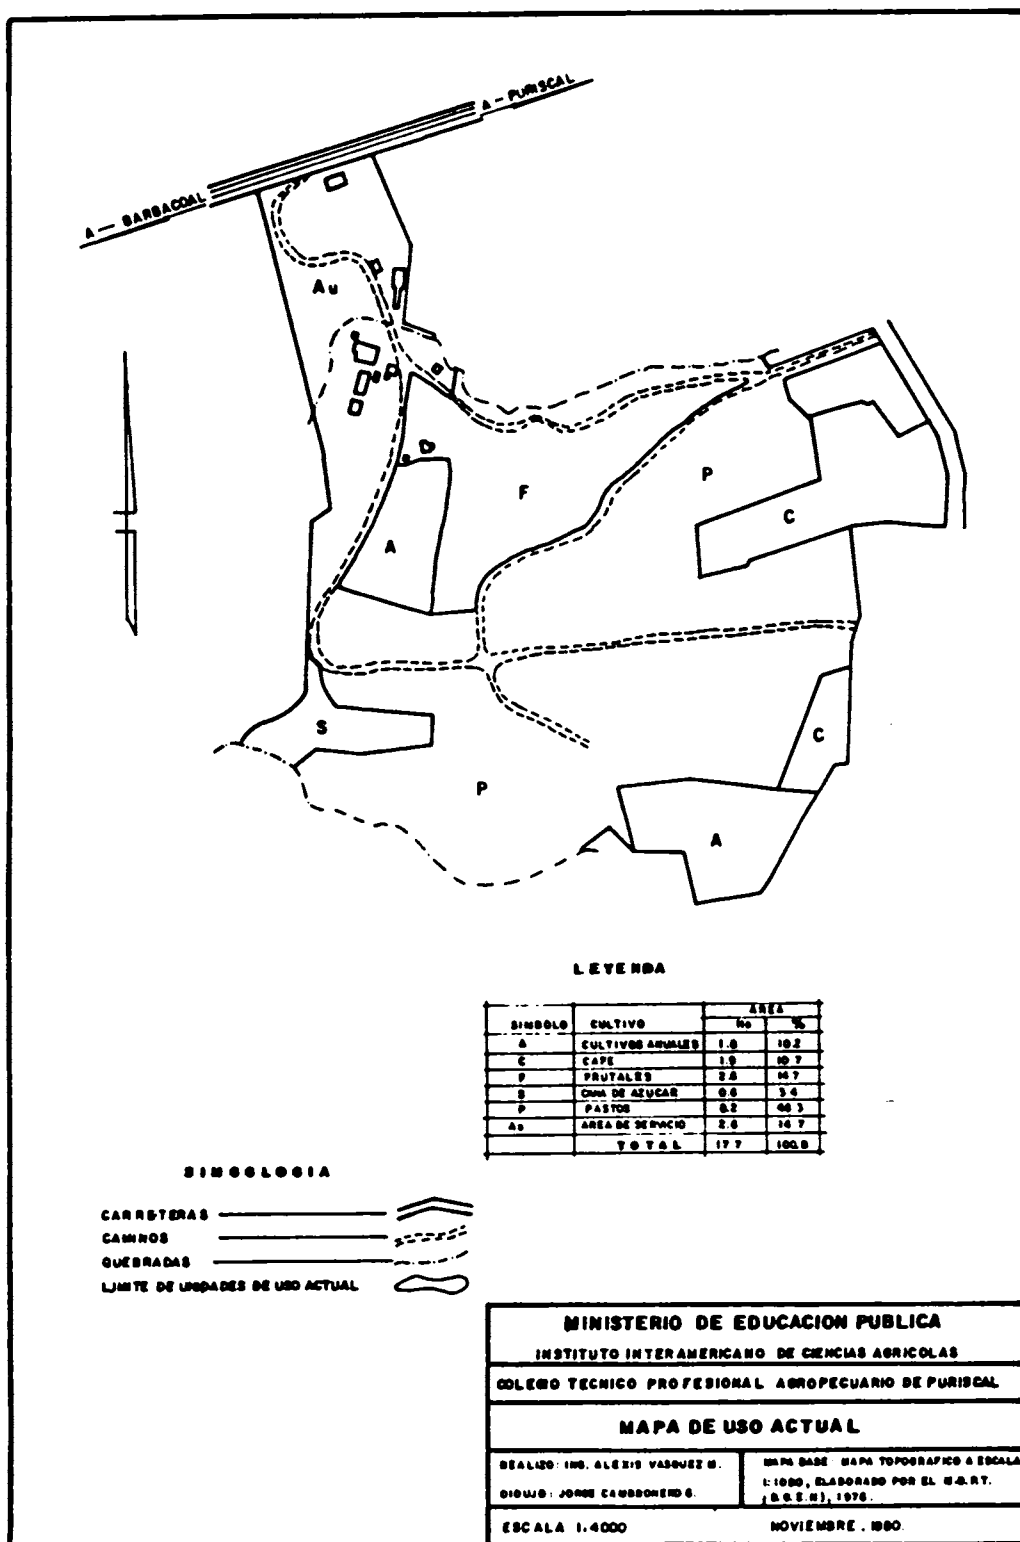 A — PURISCAL
A — BARBACOAL
Au
F
P
C
A
S
C
P
A
LEYENDA
AREA
SIMBOLO CULTIVO Ha %
A CULTIVOS ANUALES 1.8 10.2
C CAFE 1.9 10.7
F FRUTALES 2.6 14.7
S CAÑA DE AZUCAR 0.6 3.4
P PASTOS 8.2 46.3
Au AREA DE SERVICIO 2.6 14.7
TOTAL 17.7 100.0
SIMBOLOGIA
CARRETERAS
CAMINOS
QUEBRADAS
LIMITE DE UNIDADES DE USO ACTUAL
MINISTERIO DE EDUCACION PUBLICA
INSTITUTO INTERAMERICANO DE CIENCIAS AGRICOLAS
COLEGIO TECNICO PROFESIONAL AGROPECUARIO DE PURISCAL
MAPA DE USO ACTUAL
REALIZO: ING. ALEXIS VASQUEZ M.
DIBUJO: JORGE CAMBRONERO G.
MAPA BASE: MAPA TOPOGRAFICO A ESCALA
1:1000, ELABORADO POR EL M.O.P.T.
1976.
ESCALA 1:4000
NOVIEMBRE, 1980.